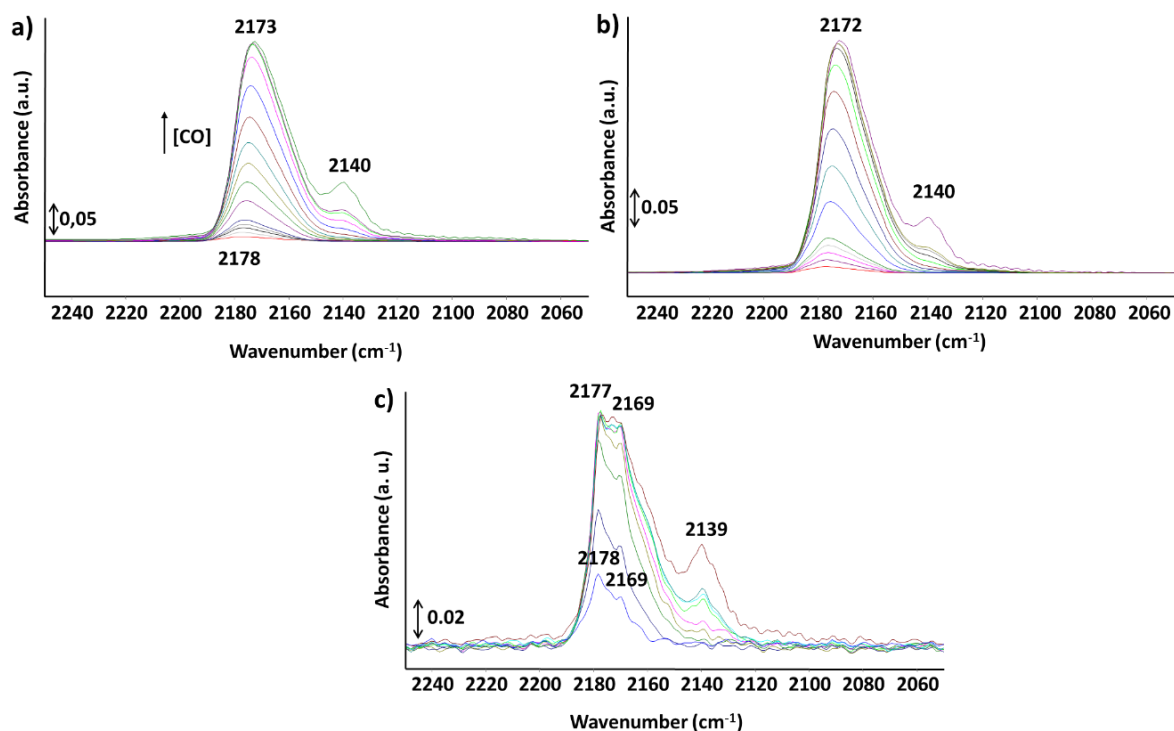 a)
2173
Absorbance (a.u.)
[CO]
2140
0,05
2178
2240 2220 2200 2180 2160 2140 2120 2100 2080 2060
Wavenumber (cm⁻¹)
b)
2172
Absorbance (a.u.)
2140
0.05
2240 2220 2200 2180 2160 2140 2120 2100 2080 2060
Wavenumber (cm⁻¹)
c)
2177
2169
Absorbance (a. u.)
2139
2178
2169
0.02
2240 2220 2200 2180 2160 2140 2120 2100 2080 2060
Wavenumber (cm⁻¹)